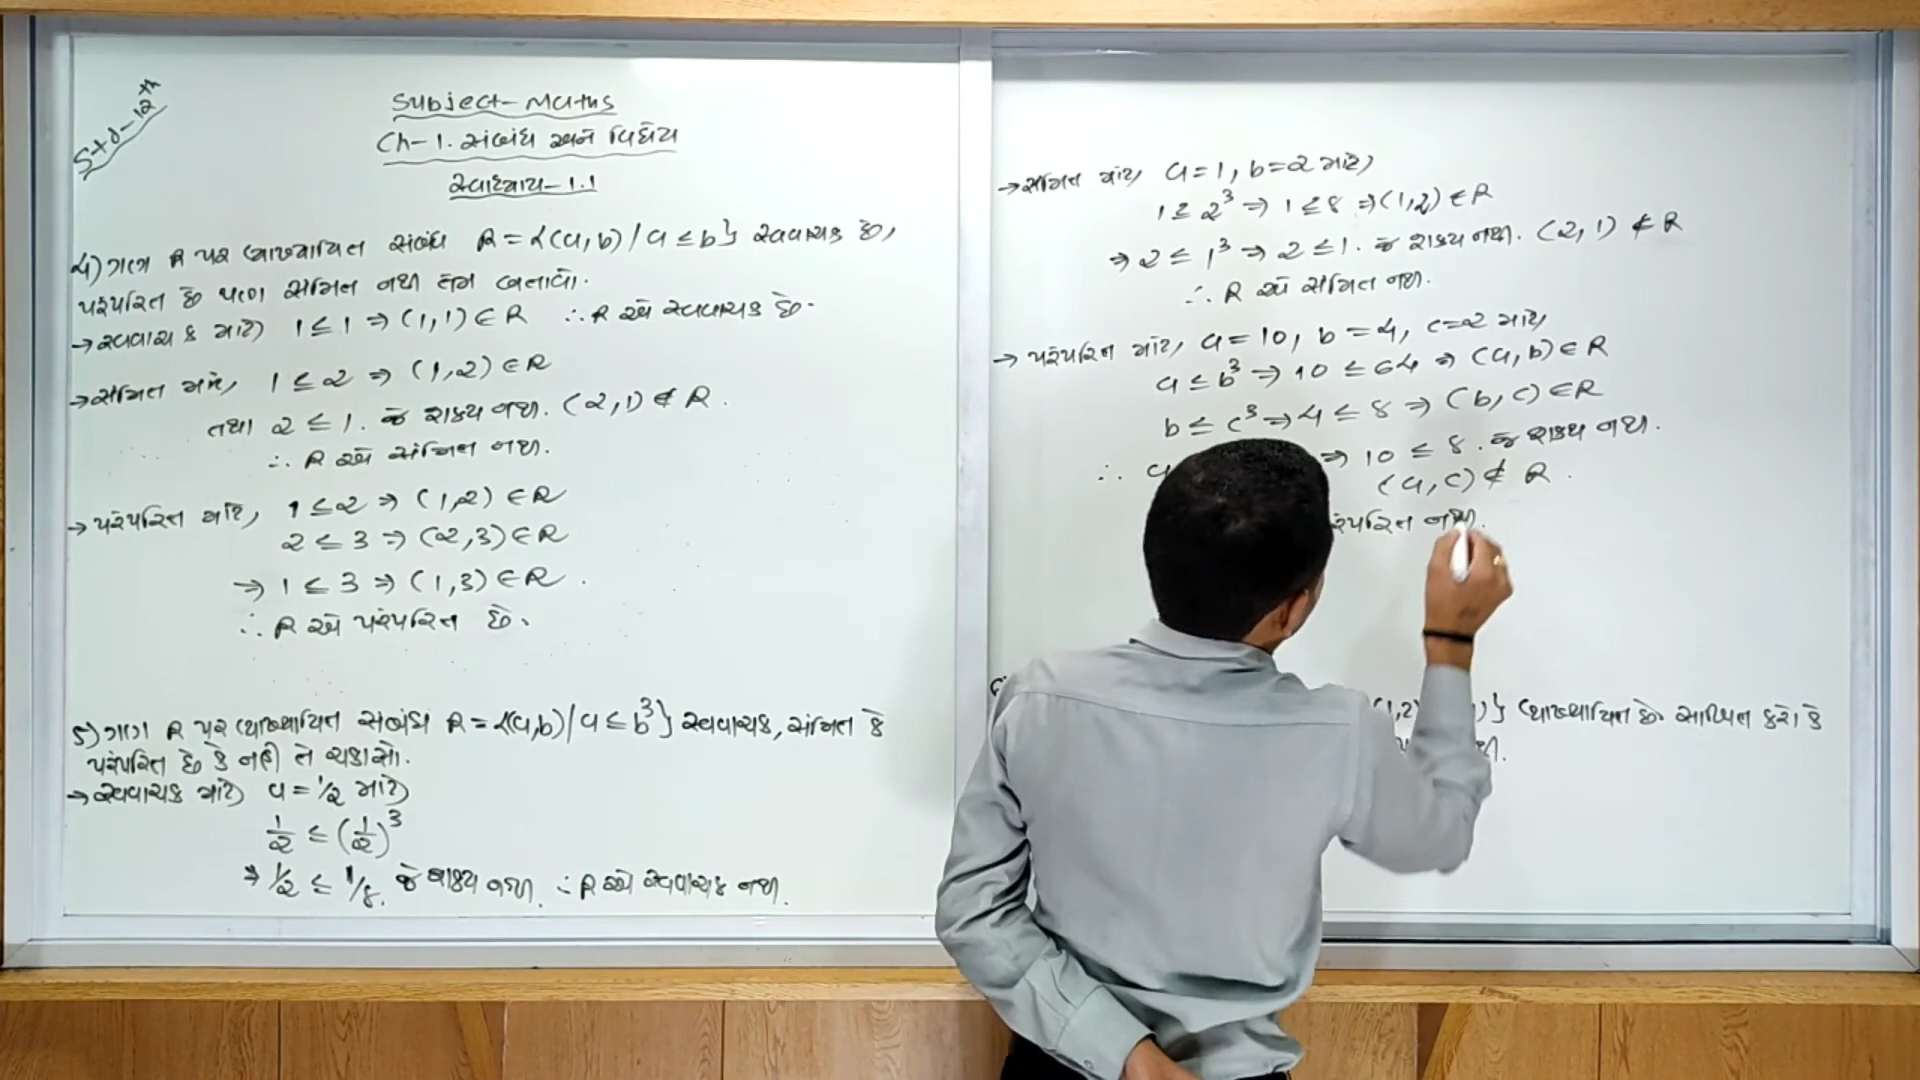 Std-12th
Subject-Maths
Ch-1. સંબંધ અને વિધેય
સ્વાધ્યાય-1.1
4) ગણ R પર વ્યાખ્યાયિત સંબંધ R = {(a,b) / a ≤ b} સ્વવાચક છે,
પરંપરિત છે પણ સંમિત નથી તેમ બતાવો.
→ સ્વવાચક માટે) 1 ≤ 1 ⇒ (1,1) ∈ R ∴ R એ સ્વવાચક છે.
→ સંમિત માટે, 1 ≤ 2 ⇒ (1,2) ∈ R
તથા 2 ≤ 1. જે શક્ય નથી. (2,1) ∉ R.
∴ R એ સંમિત નથી.
→ પરંપરિત માટે, 1 ≤ 2 ⇒ (1,2) ∈ R
2 ≤ 3 ⇒ (2,3) ∈ R
→ 1 ≤ 3 ⇒ (1,3) ∈ R.
∴ R એ પરંપરિત છે.
5) ગણ R પર વ્યાખ્યાયિત સંબંધ R = {(a,b) / a ≤ b³} સ્વવાચક, સંમિત કે
પરંપરિત છે કે નહી તે ચકાસો.
→ સ્વવાચક માટે) a = 1/2 માટે)
1/2 ≤ (1/2)³
⇒ 1/2 ≤ 1/8. જે શક્ય નથી. ∴ R એ સ્વવાચક નથી.
→ સંમિત માટે, a = 1, b = 2 માટે)
1 ≤ 2³ ⇒ 1 ≤ 8 ⇒ (1,2) ∈ R
⇒ 2 ≤ 1³ ⇒ 2 ≤ 1. જે શક્ય નથી. (2,1) ∉ R
∴ R એ સંમિત નથી.
→ પરંપરિત માટે, a = 10, b = 4, c = 2 માટે,
a ≤ b³ ⇒ 10 ≤ 64 ⇒ (a,b) ∈ R
b ≤ c³ ⇒ 4 ≤ 8 ⇒ (b,c) ∈ R
∴ a ⇒ 10 ≤ 8. જે શક્ય નથી.
(a,c) ∉ R.
પરંપરિત નથી.
(1,2) )} વ્યાખ્યાયિત છે. સાબિત કરો કે